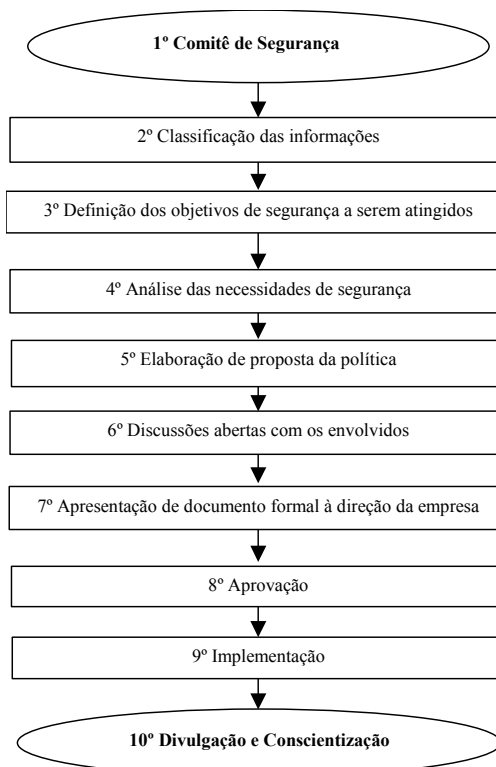 1º Comitê de Segurança
2º Classificação das informações
3º Definição dos objetivos de segurança a serem atingidos
4º Análise das necessidades de segurança
5º Elaboração de proposta da política
6º Discussões abertas com os envolvidos
7º Apresentação de documento formal à direção da empresa
8º Aprovação
9º Implementação
10º Divulgação e Conscientização